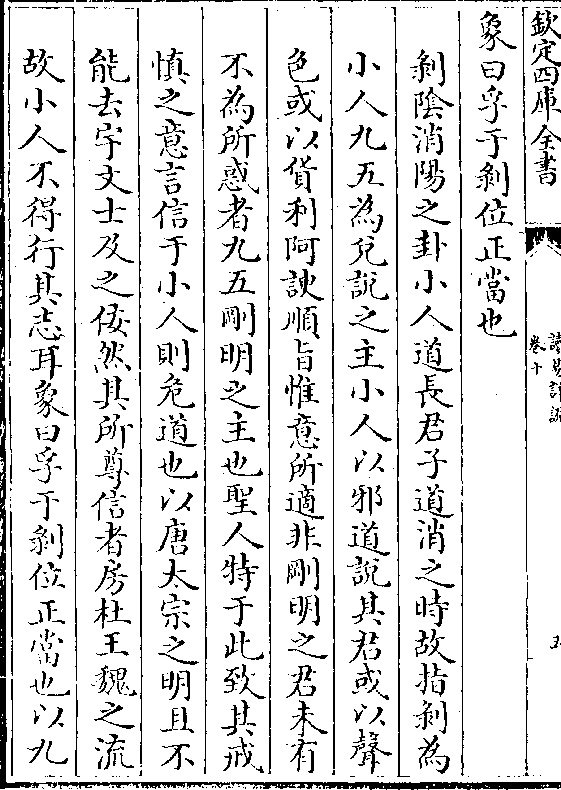 欽定四庫全書
讀易詳說
卷十
象曰孚于剝位正當也
剝陰消陽之卦小人道長君子道消之時故指剝為
小人九五為兌說之主小人以邪道說其君或以聲
色或以貨利阿諛順旨惟意所適非剛明之君未有
不為所惑者九五剛明之主也聖人特于此致其戒
慎之意言信于小人則危道也以唐太宗之明且不
能去宇文士及之佞然其所尊信者房杜王魏之流
故小人不得行其志耳象曰孚于剝位正當也以九